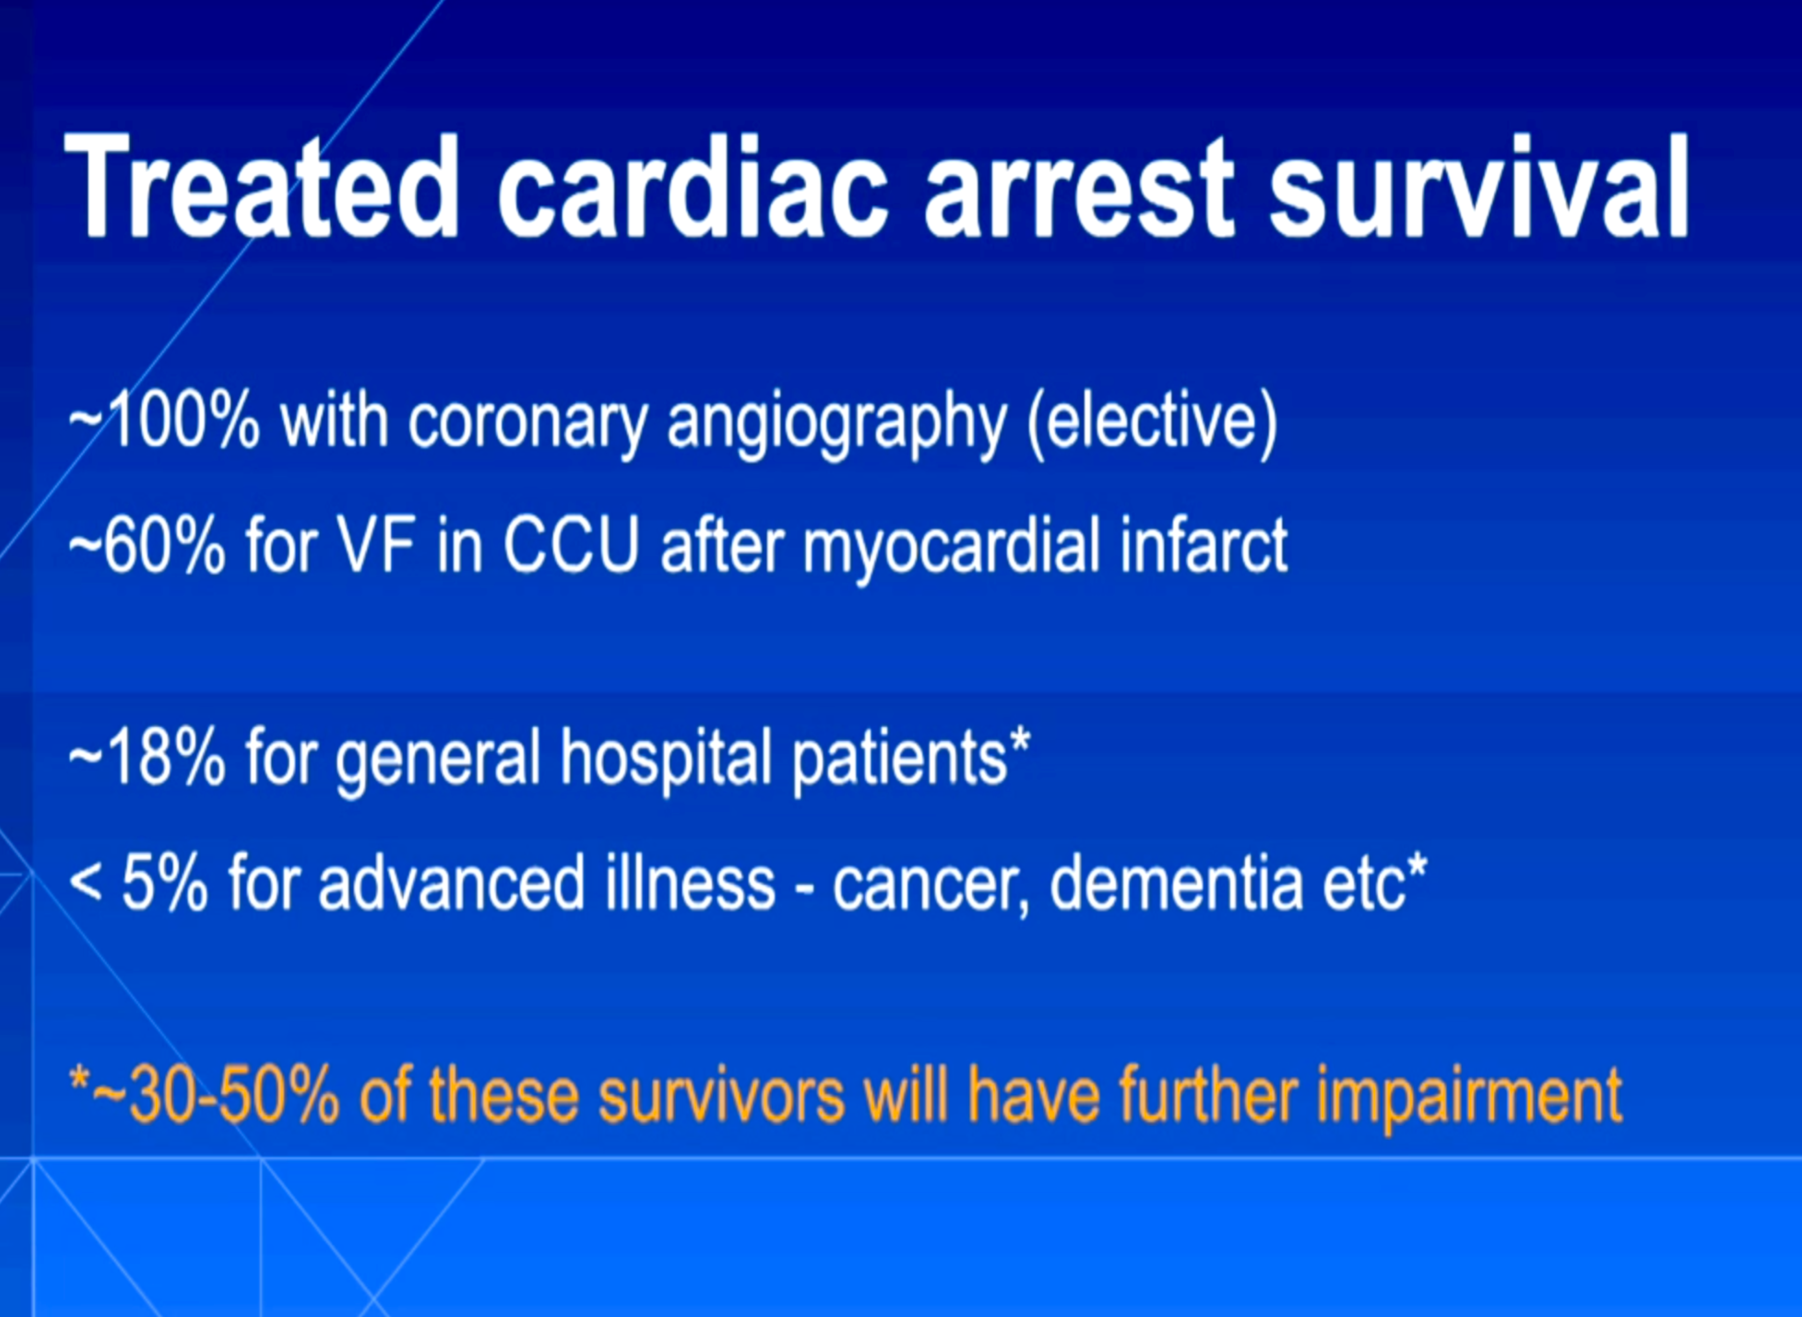 Treated cardiac arrest survival
~100% with coronary angiography (elective)
~60% for VF in CCU after myocardial infarct
~18% for general hospital patients*
< 5% for advanced illness - cancer, dementia etc*
*~30-50% of these survivors will have further impairment